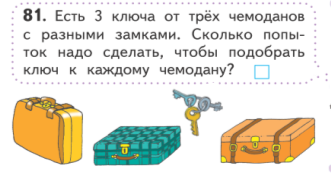 81. Есть 3 ключа от трёх чемоданов
с разными замками. Сколько попы-
ток надо сделать, чтобы подобрать
ключ к каждому чемодану?